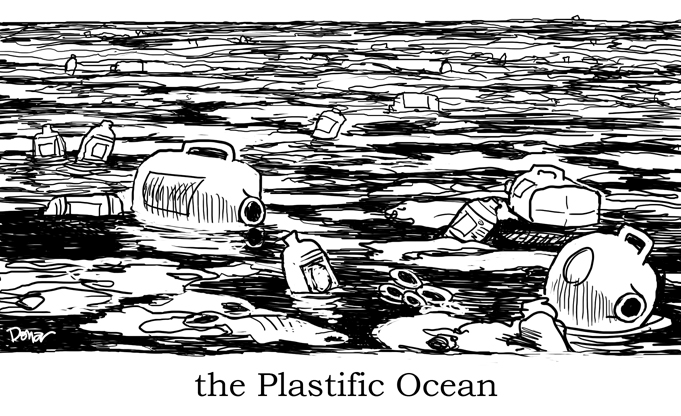 Donar
the Plastific Ocean